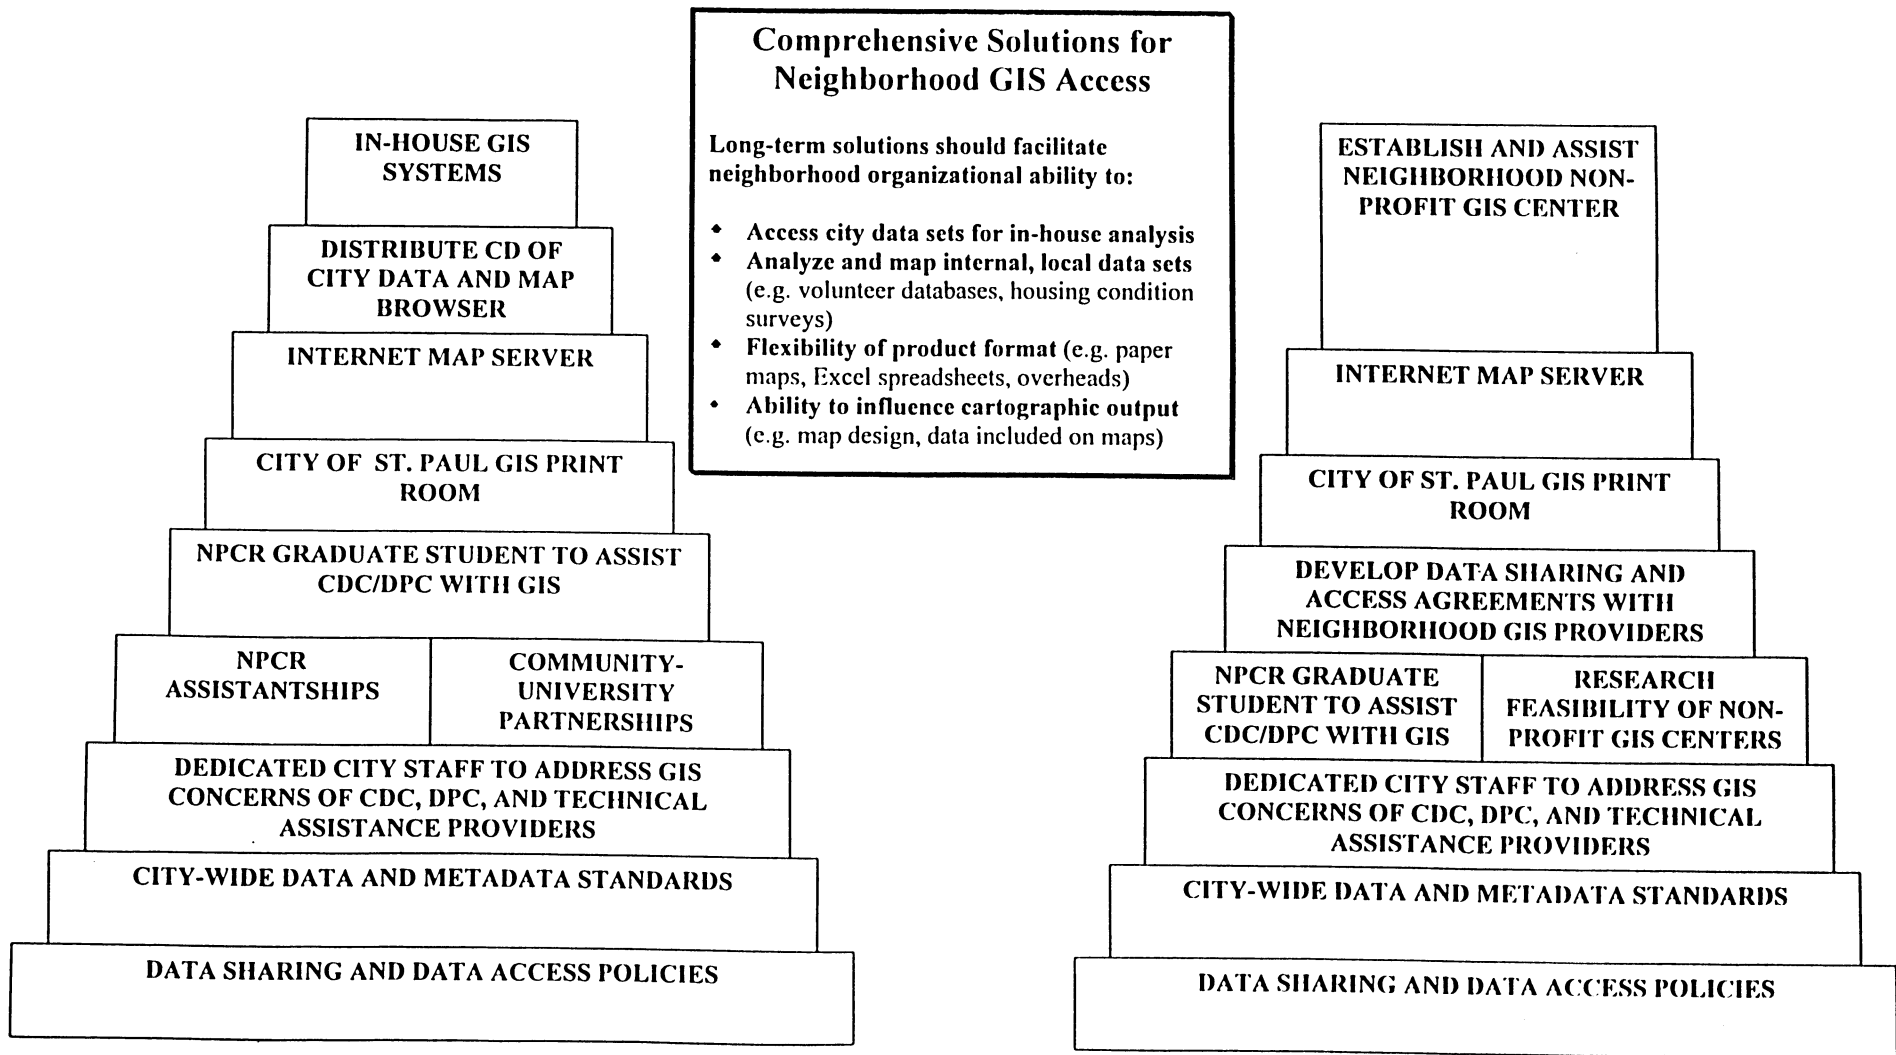 Comprehensive Solutions for
Neighborhood GIS Access
Long-term solutions should facilitate
neighborhood organizational ability to:
• Access city data sets for in-house analysis
• Analyze and map internal, local data sets
(e.g. volunteer databases, housing condition
surveys)
• Flexibility of product format (e.g. paper
maps, Excel spreadsheets, overheads)
• Ability to influence cartographic output
(e.g. map design, data included on maps)
IN-HOUSE GIS
SYSTEMS
DISTRIBUTE CD OF
CITY DATA AND MAP
BROWSER
INTERNET MAP SERVER
CITY OF ST. PAUL GIS PRINT
ROOM
NPCR GRADUATE STUDENT TO ASSIST
CDC/DPC WITH GIS
NPCR
ASSISTANTSHIPS
COMMUNITY-
UNIVERSITY
PARTNERSHIPS
DEDICATED CITY STAFF TO ADDRESS GIS
CONCERNS OF CDC, DPC, AND TECHNICAL
ASSISTANCE PROVIDERS
CITY-WIDE DATA AND METADATA STANDARDS
DATA SHARING AND DATA ACCESS POLICIES
ESTABLISH AND ASSIST
NEIGHBORHOOD NON-
PROFIT GIS CENTER
INTERNET MAP SERVER
CITY OF ST. PAUL GIS PRINT
ROOM
DEVELOP DATA SHARING AND
ACCESS AGREEMENTS WITH
NEIGHBORHOOD GIS PROVIDERS
NPCR GRADUATE
STUDENT TO ASSIST
CDC/DPC WITH GIS
RESEARCH
FEASIBILITY OF NON-
PROFIT GIS CENTERS
DEDICATED CITY STAFF TO ADDRESS GIS
CONCERNS OF CDC, DPC, AND TECHNICAL
ASSISTANCE PROVIDERS
CITY-WIDE DATA AND METADATA STANDARDS
DATA SHARING AND DATA ACCESS POLICIES